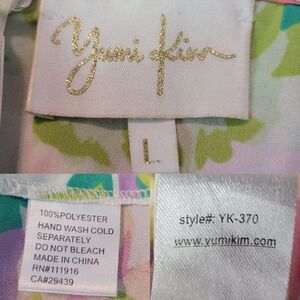 yumi kim
L
100%POLYESTER
HAND WASH COLD
SEPARATELY
DO NOT BLEACH
MADE IN CHINA
RN#111916
CA#29439
style#: YK-370
www.yumikim.com